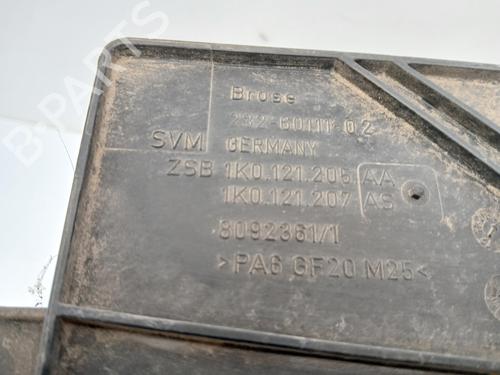 B-PARTS
Brose
232-60111-02
SVM GERMANY
ZSB 1K0.121.205 AA
1K0.121.207 AS
8092361/1
>PA6 GF20 M25<